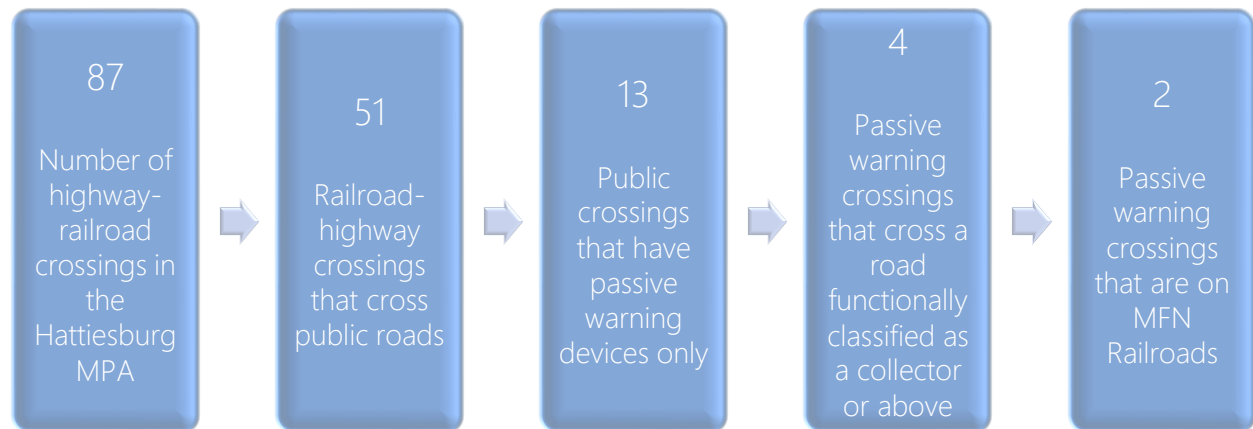 87
Number of
highway-
railroad
crossings in
the
Hattiesburg
MPA
51
Railroad-
highway
crossings
that cross
public roads
13
Public
crossings
that have
passive
warning
devices only
4
Passive
warning
crossings
that cross a
road
functionally
classified as
a collector
or above
2
Passive
warning
crossings
that are on
MFN
Railroads